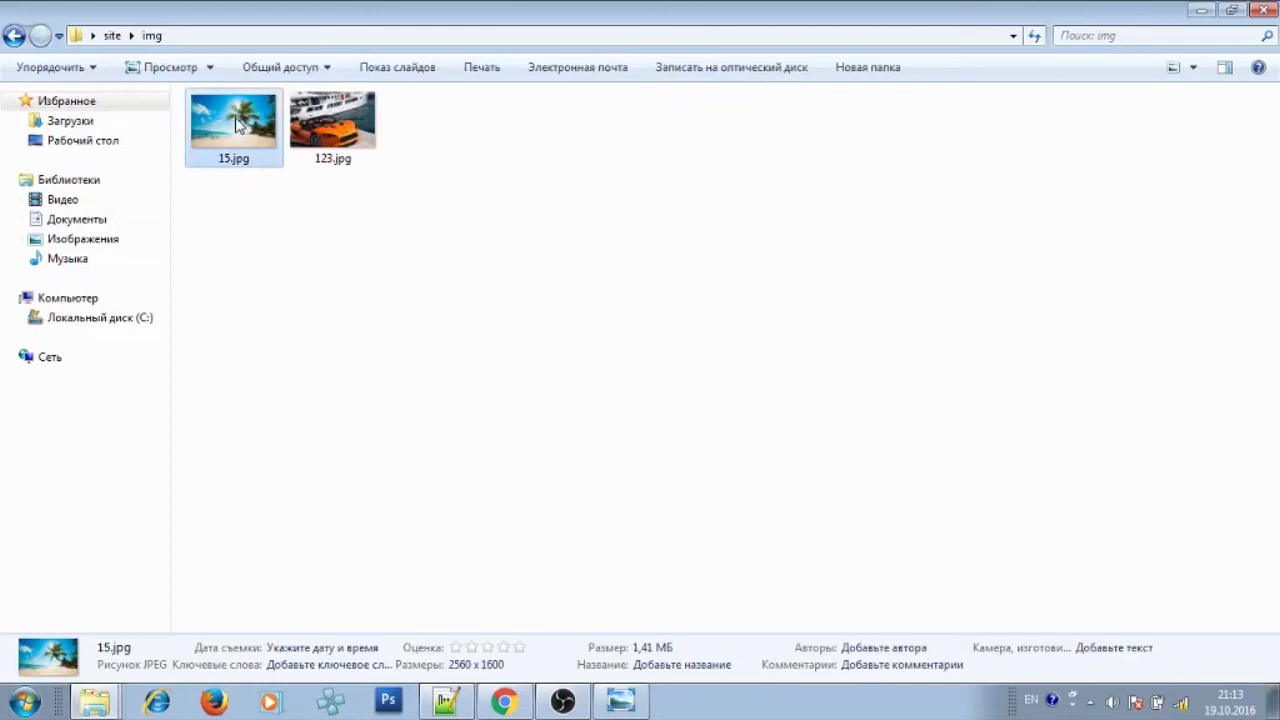 site img
Поиск: img
Упорядочить Просмотр Общий доступ Показ слайдов Печать Электронная почта Записать на оптический диск Новая папка
Избранное
Загрузки
Рабочий стол
Библиотеки
Видео
Документы
Изображения
Музыка
Компьютер
Локальный диск (C:)
Сеть
15.jpg 123.jpg
15.jpg Дата съемки: Укажите дату и время Оценка: Размер: 1,41 МБ Авторы: Добавьте автора Камера, изготови... Добавьте текст
Рисунок JPEG Ключевые слова: Добавьте ключевое сл... Размеры: 2560 x 1600 Название: Добавьте название Комментарии: Добавьте комментарии
Ps
EN
21:13
19.10.2016